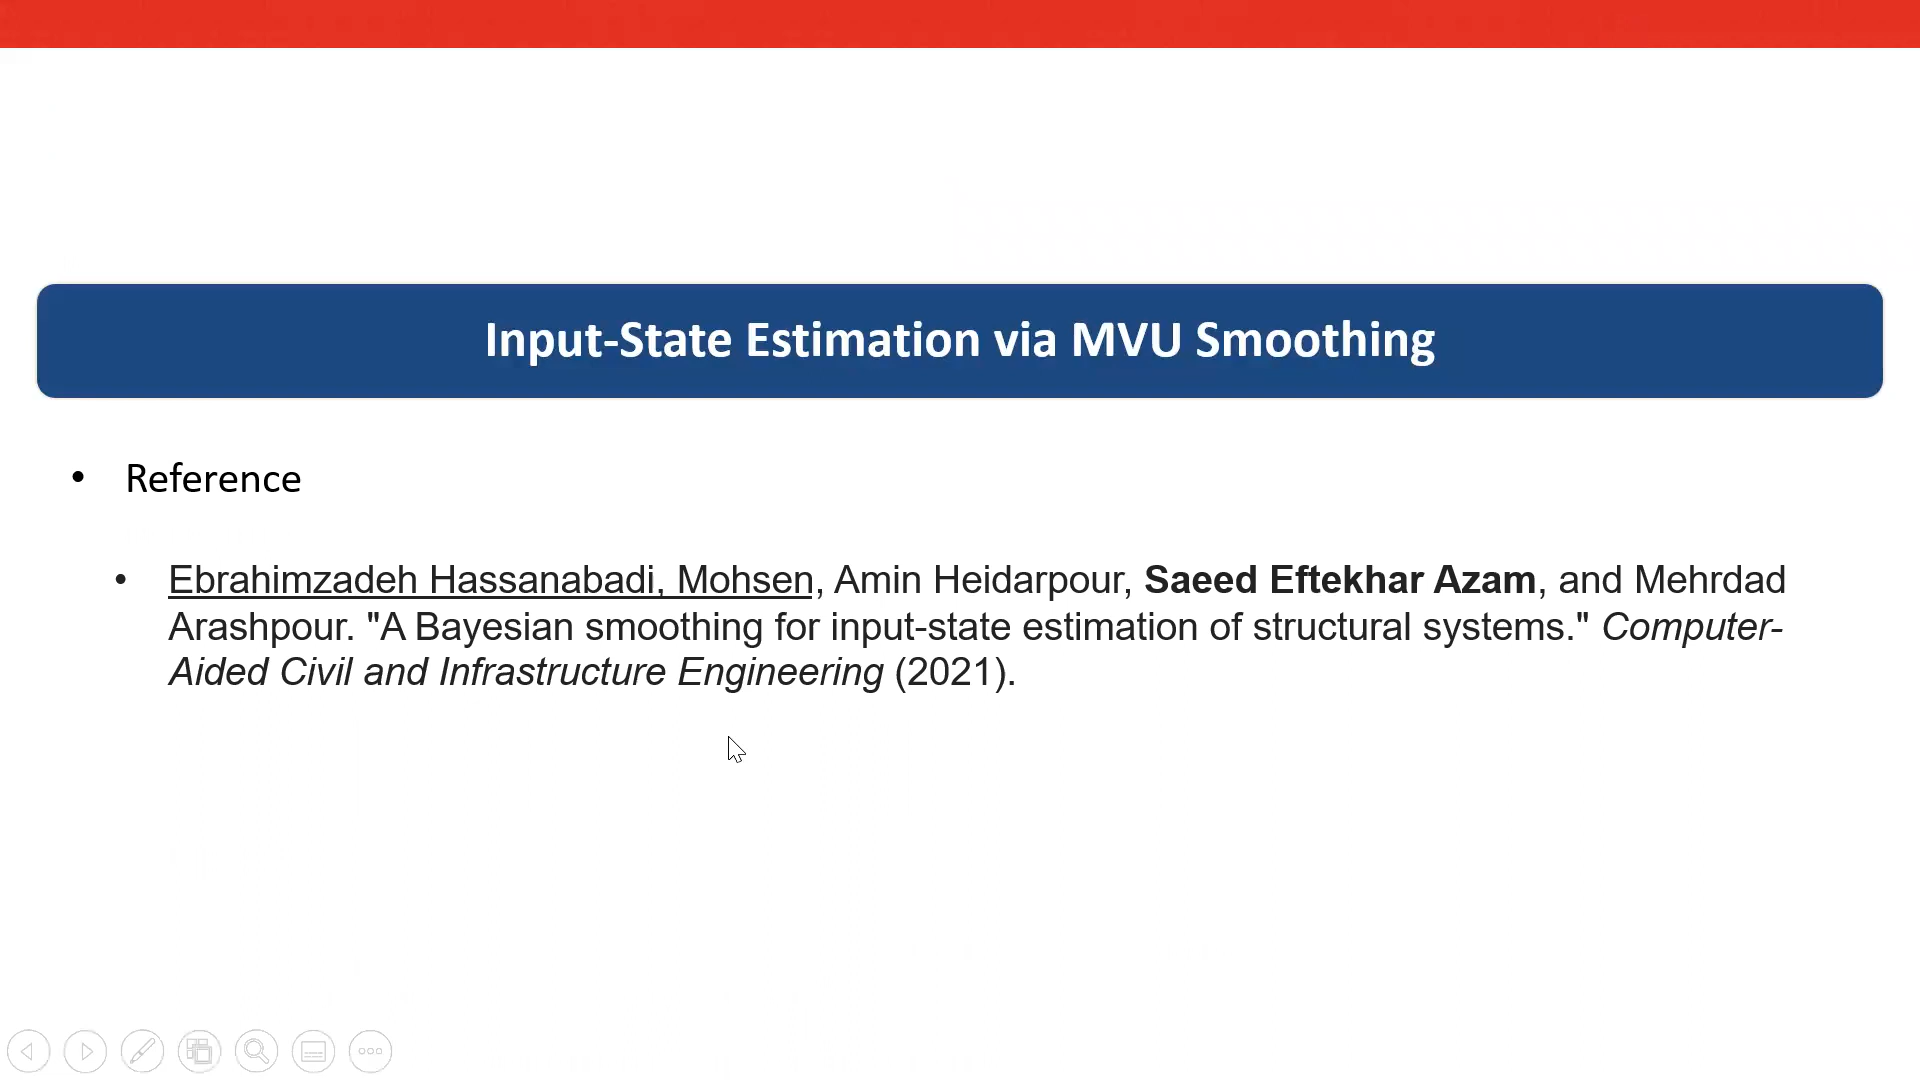 Input-State Estimation via MVU Smoothing
• Reference
• Ebrahimzadeh Hassanabadi, Mohsen, Amin Heidarpour, Saeed Eftekhar Azam, and Mehrdad
Arashpour. "A Bayesian smoothing for input-state estimation of structural systems." Computer-
Aided Civil and Infrastructure Engineering (2021).